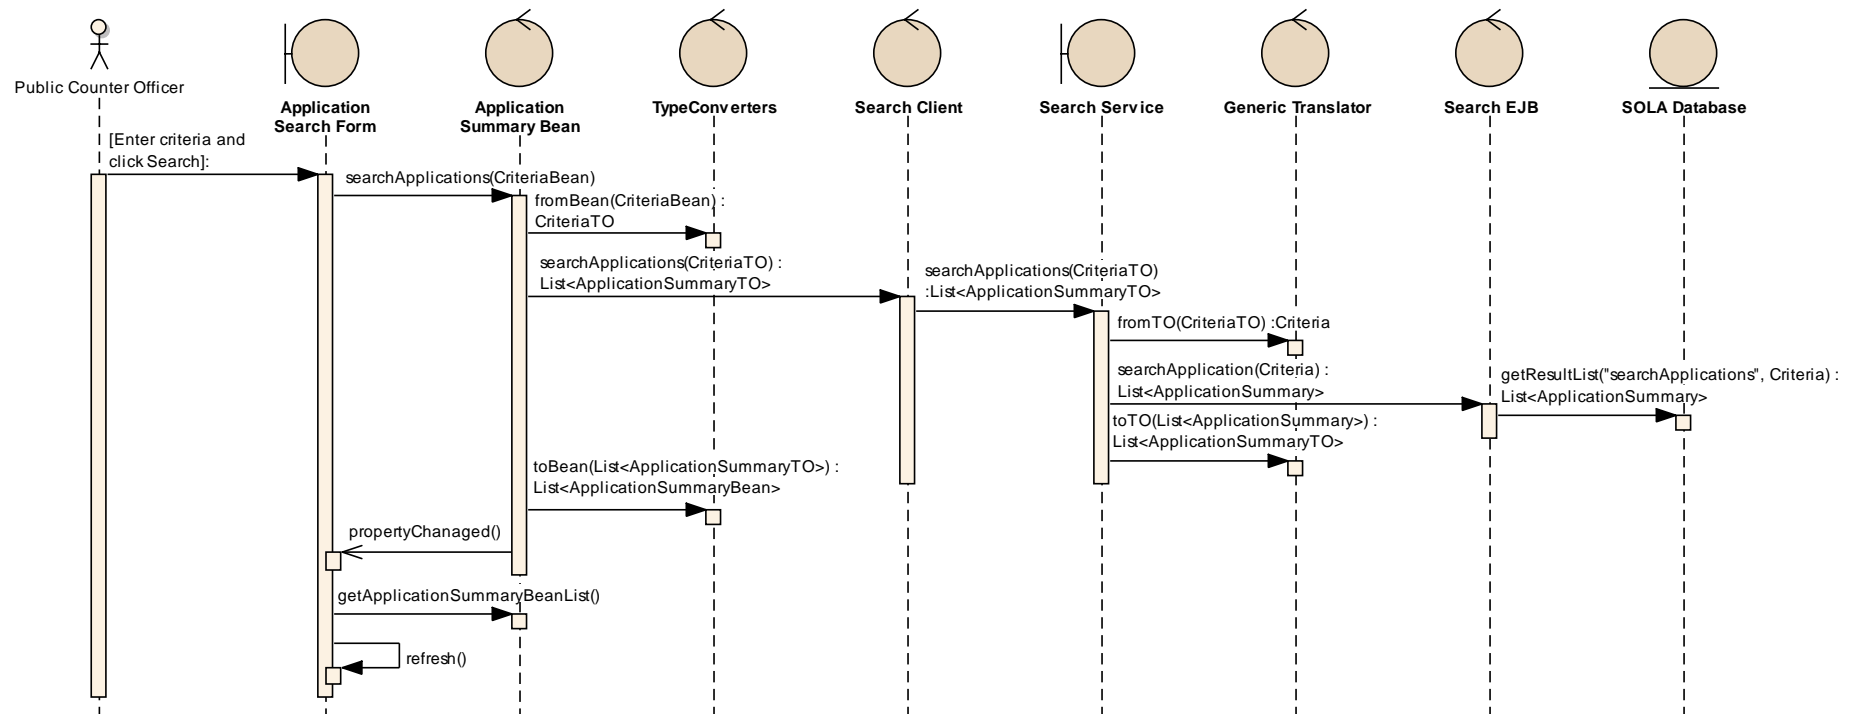 Public Counter Officer
Application
Search Form
Application
Summary Bean
TypeConverters
Search Client
Search Service
Generic Translator
Search EJB
SOLA Database
[Enter criteria and
click Search]:
searchApplications(CriteriaBean)
fromBean(CriteriaBean) :
CriteriaTO
searchApplications(CriteriaTO) :
List<ApplicationSummaryTO>
searchApplications(CriteriaTO)
:List<ApplicationSummaryTO>
fromTO(CriteriaTO) :Criteria
searchApplication(Criteria) :
List<ApplicationSummary>
getResultList("searchApplications", Criteria) :
List<ApplicationSummary>
toTO(List<ApplicationSummary>) :
List<ApplicationSummaryTO>
toBean(List<ApplicationSummaryTO>) :
List<ApplicationSummaryBean>
propertyChanaged()
getApplicationSummaryBeanList()
refresh()